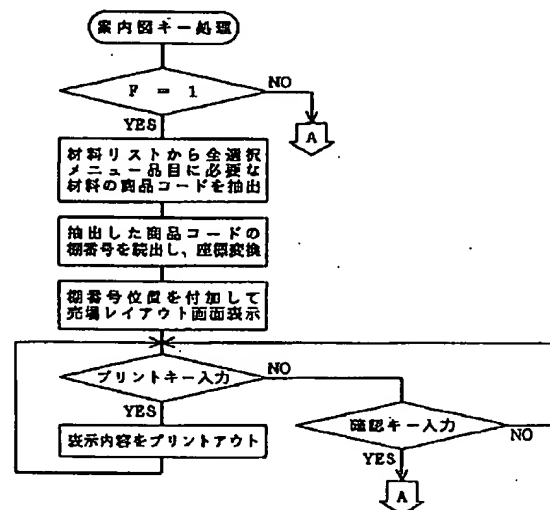 案内図キー処理
F = 1
NO
YES
A
材料リストから全選択
メニュー品目に必要な
材料の商品コードを抽出
抽出した商品コードの
棚番号を読出し、座標変換
棚番号位置を付加して
売場レイアウト画面表示
プリントキー入力
NO
YES
表示内容をプリントアウト
確認キー入力
NO
YES
A